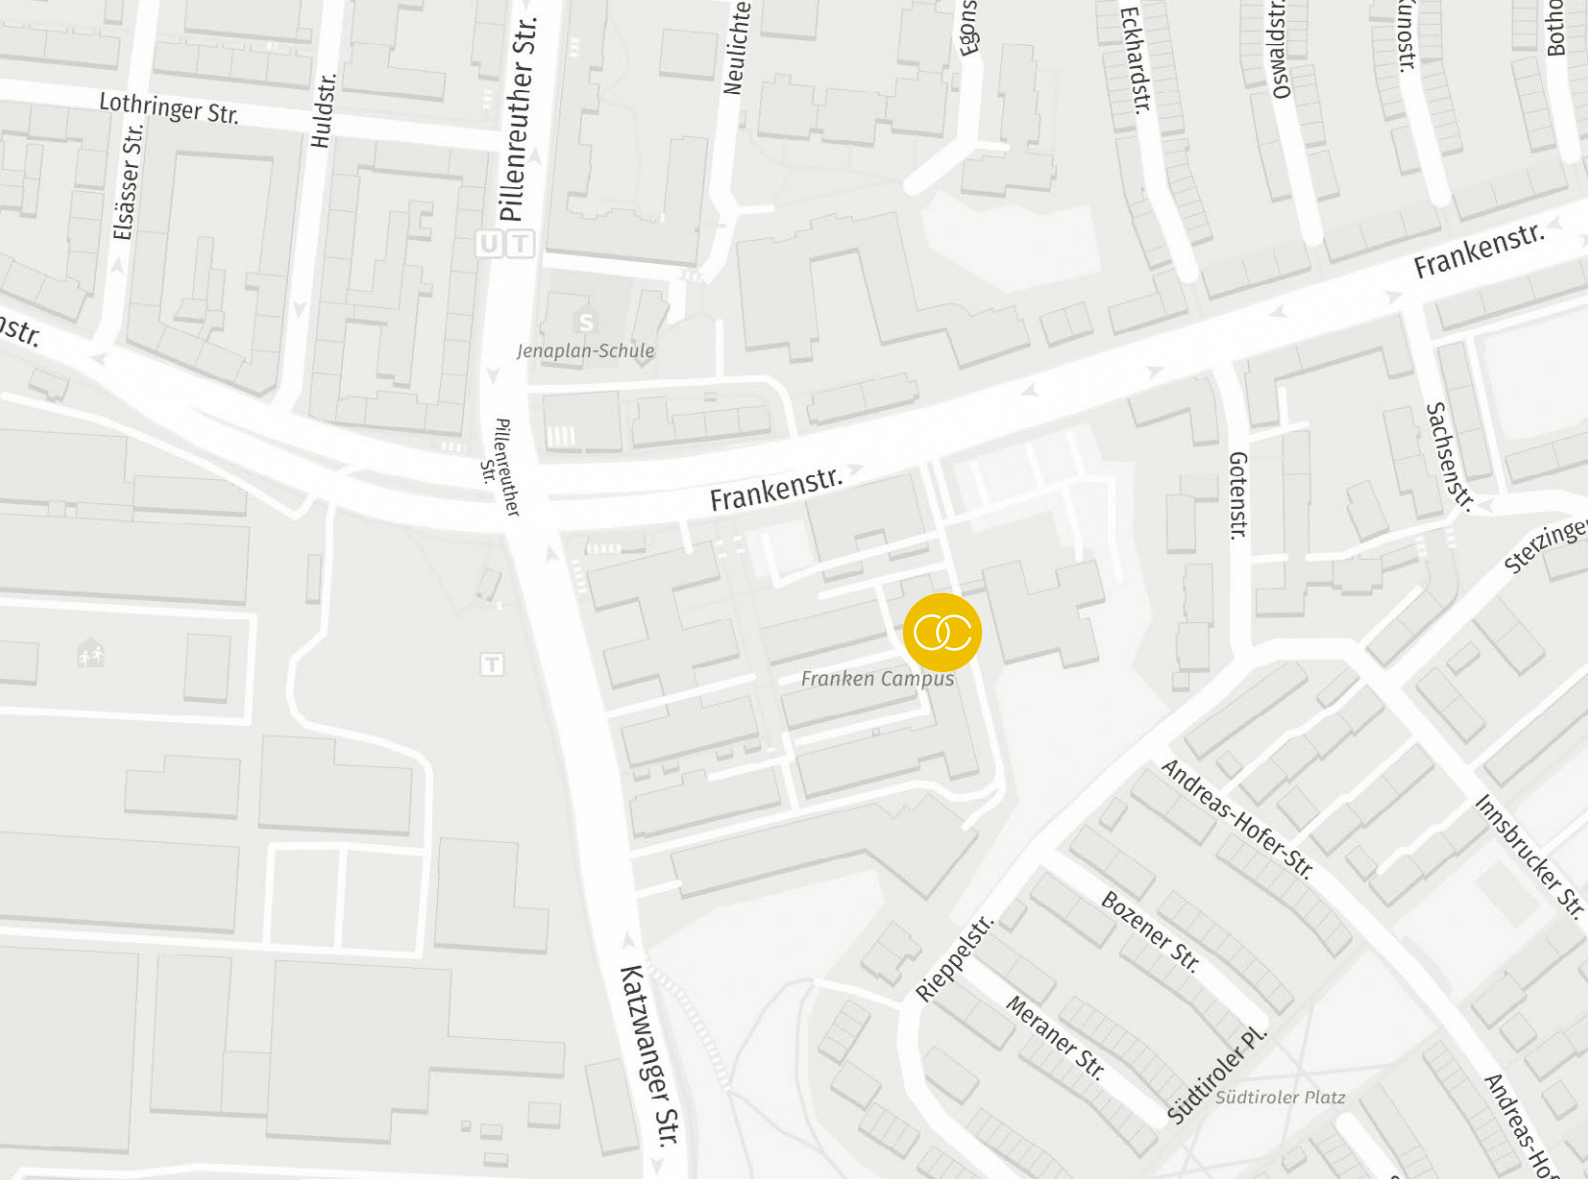 Neulichte
Egons
Eckhardstr.
Oswaldstr.
Kunostr.
Botho
Lothringer Str.
Huldstr.
Elsässer Str.
Pillenreuther Str.
U T
Frankenstr.
nstr.
S
Jenaplan-Schule
Pillenreuther
Str.
Frankenstr.
Gotenstr.
Sachsenstr.
Sterzinger
T
Franken Campus
Andreas-Hofer-Str.
Innsbrucker Str.
Bozener Str.
Rieppelstr.
Meraner Str.
Katzwanger Str.
Südtiroler Pl.
Südtiroler Platz
Andreas-Hof